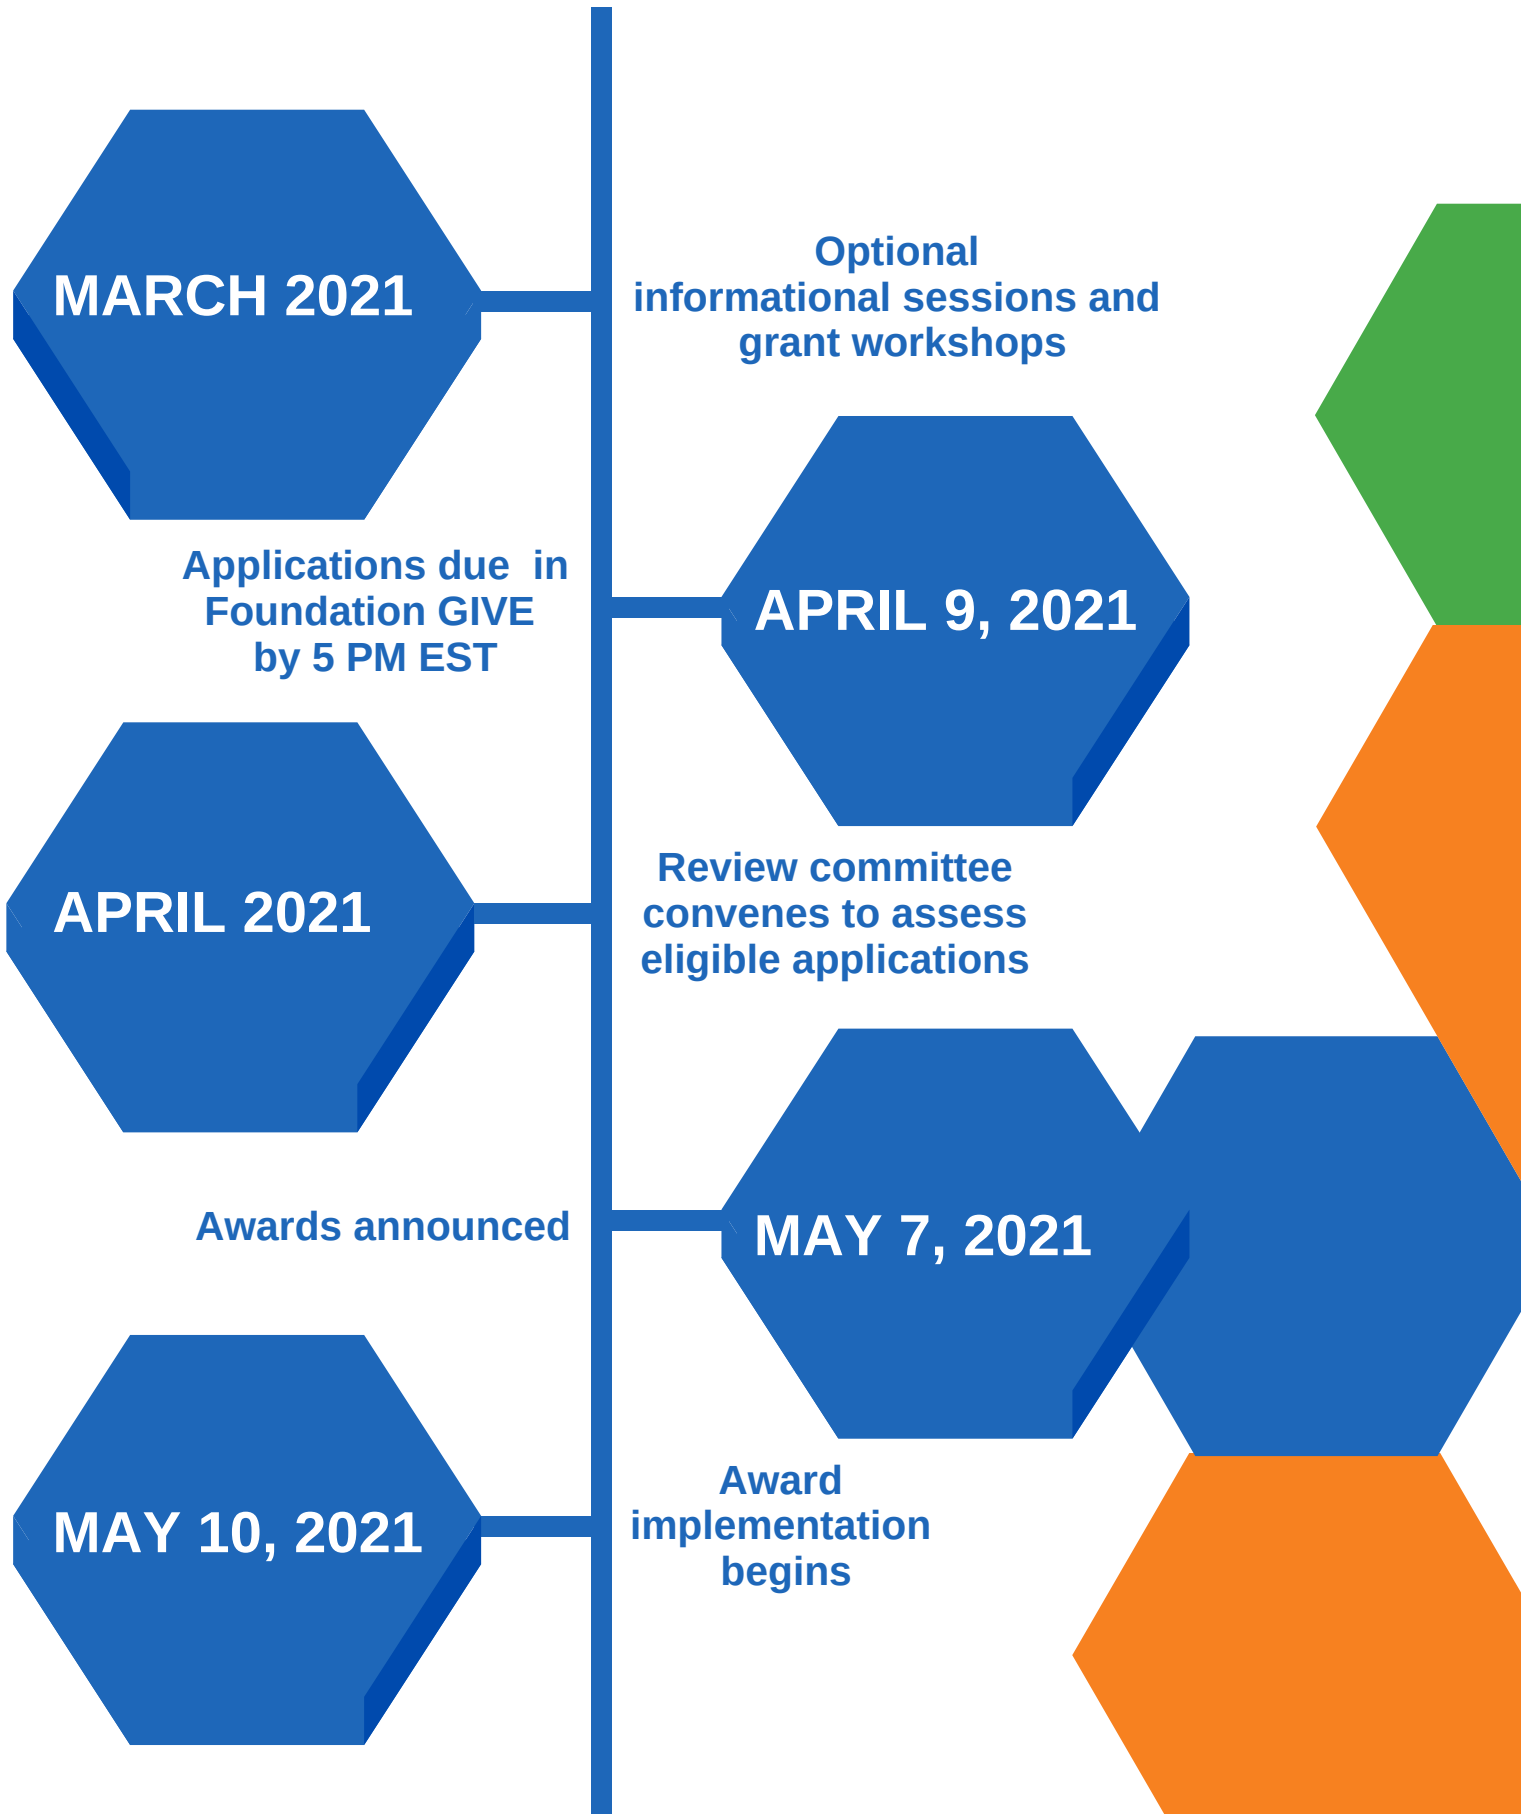 MARCH 2021
Optional
informational sessions and
grant workshops
APRIL 9, 2021
Applications due  in
Foundation GIVE
by 5 PM EST
APRIL 2021
Review committee
convenes to assess
eligible applications
MAY 7, 2021
Awards announced
MAY 10, 2021
Award
implementation
begins